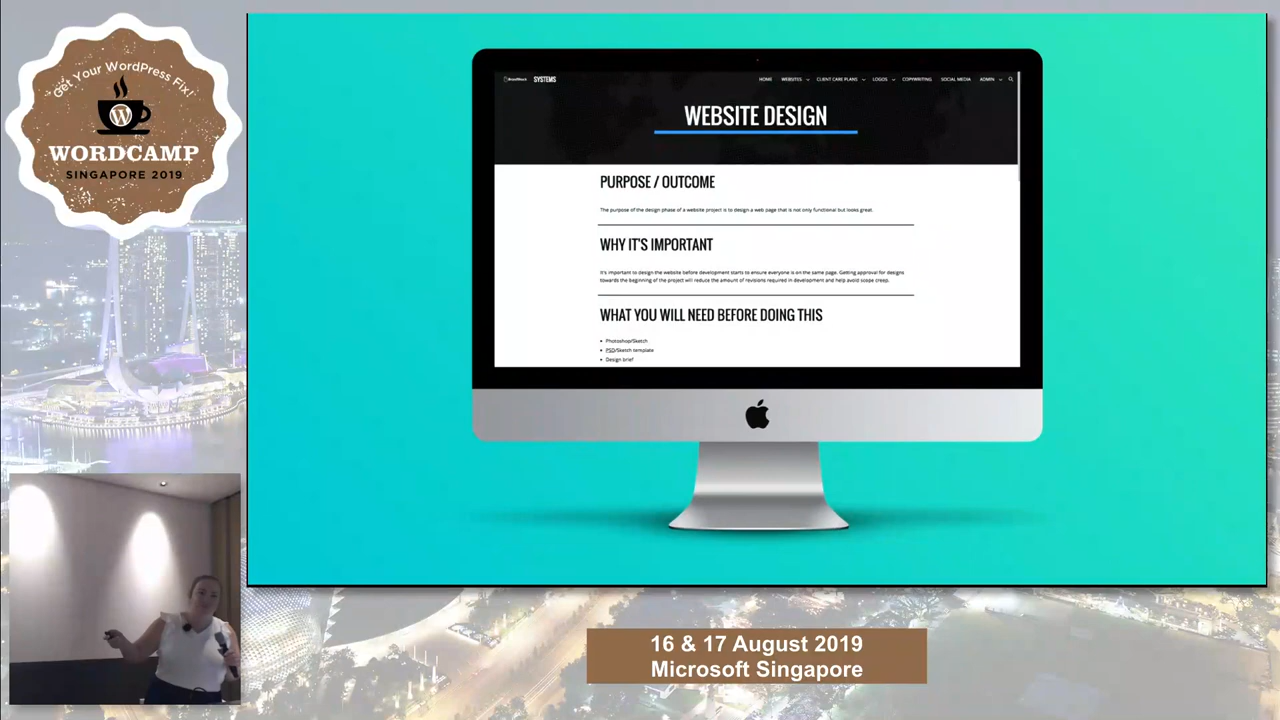 Get Your WordPress Fix!
WORDCAMP
SINGAPORE 2019
SYSTEMS
HOME WEBSITES CLIENT CARE PLANS LOGOS COPYWRITING SOCIAL MEDIA ADMIN
WEBSITE DESIGN
PURPOSE / OUTCOME
The purpose of the design phase of a website project is to design a web page that is not only functional but looks great.
WHY IT'S IMPORTANT
It's important to design the website before development starts to ensure everyone is on the same page. Getting approval for designs
towards the beginning of the project will reduce the amount of revisions required in development and help avoid scope creep.
WHAT YOU WILL NEED BEFORE DOING THIS
Photoshop/Sketch
PSD/Sketch template
Design brief
16 & 17 August 2019
Microsoft Singapore